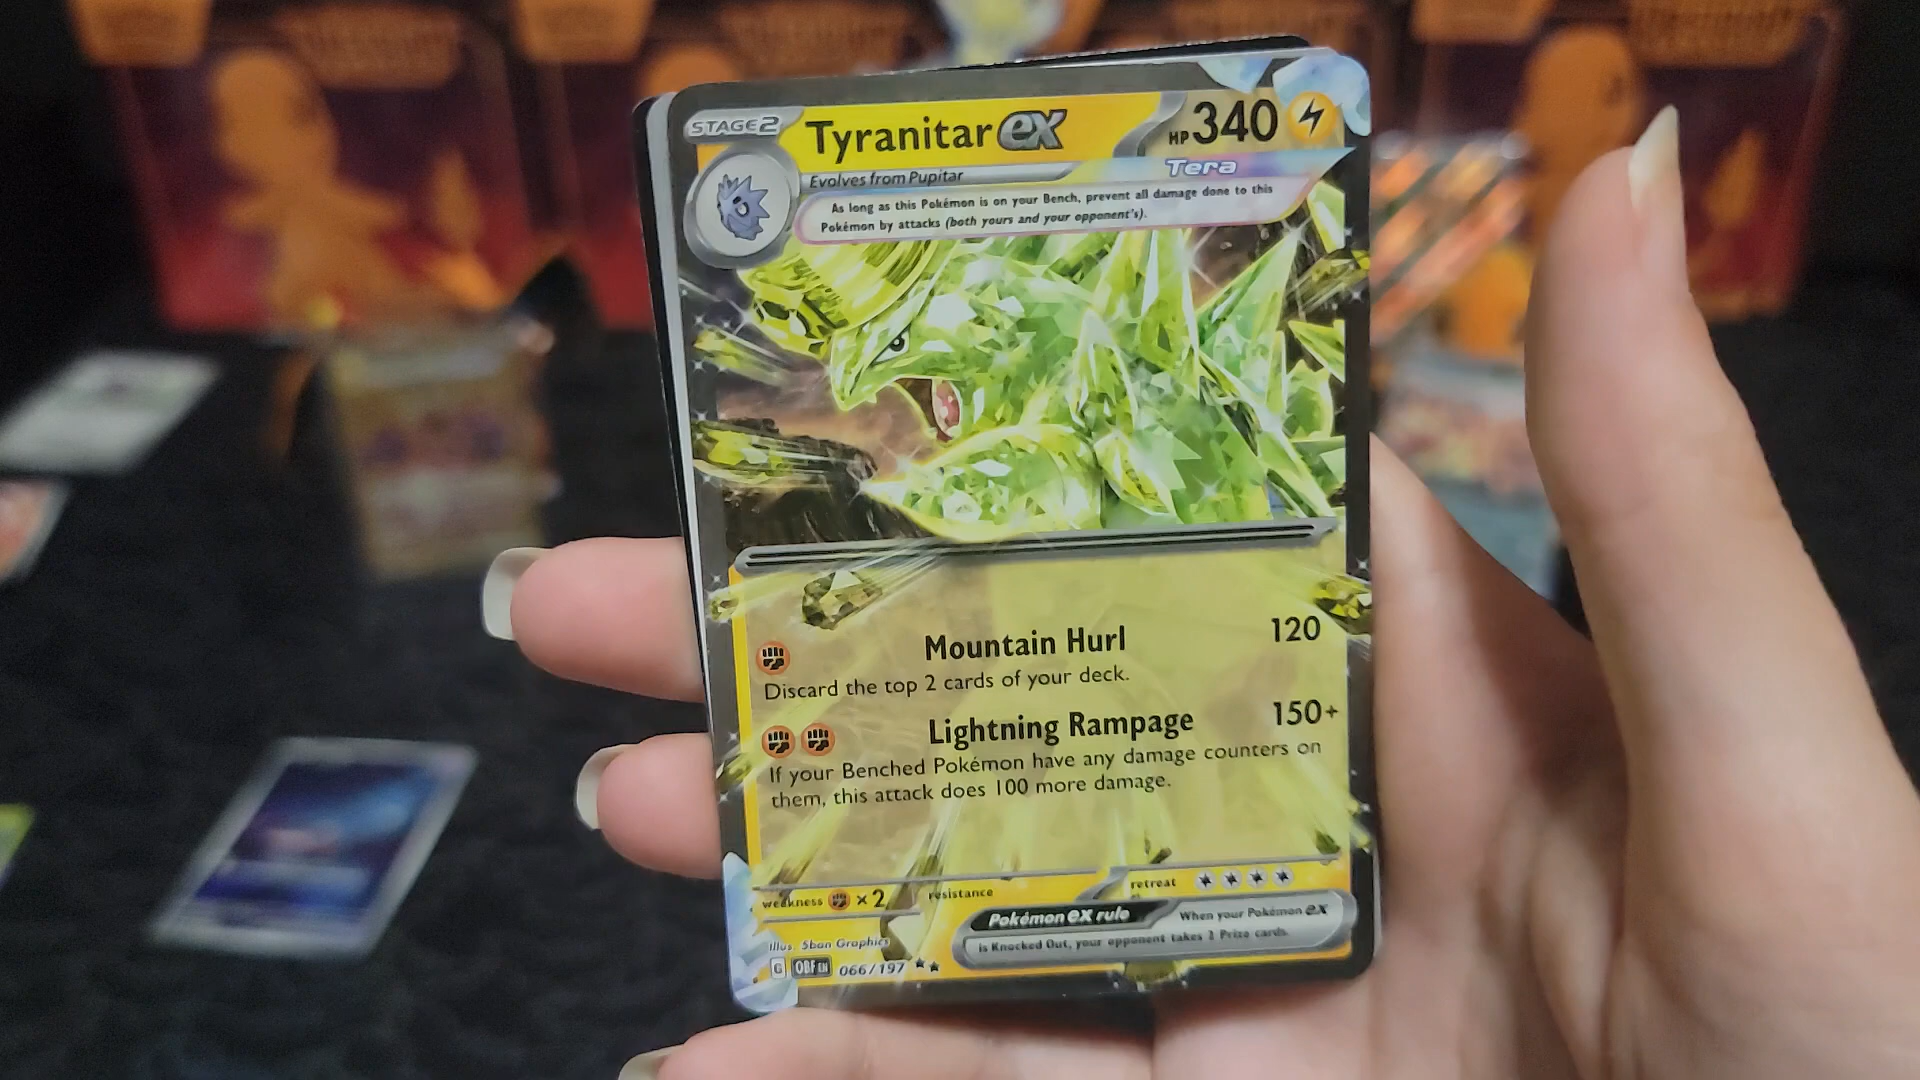 STAGE2
Tyranitar ex
HP 340
Evolves from Pupitar
Tera
As long as this Pokémon is on your Bench, prevent all damage done to this
Pokémon by attacks (both yours and your opponent's).
Mountain Hurl 120
Discard the top 2 cards of your deck.
Lightning Rampage 150+
If your Benched Pokémon have any damage counters on
them, this attack does 100 more damage.
weakness ×2 resistance retreat
Pokémon ex rule When your Pokémon ex
is Knocked Out, your opponent takes 2 Prize cards.
Illus. 5ban Graphics
G OBF EN 066/197 ★★